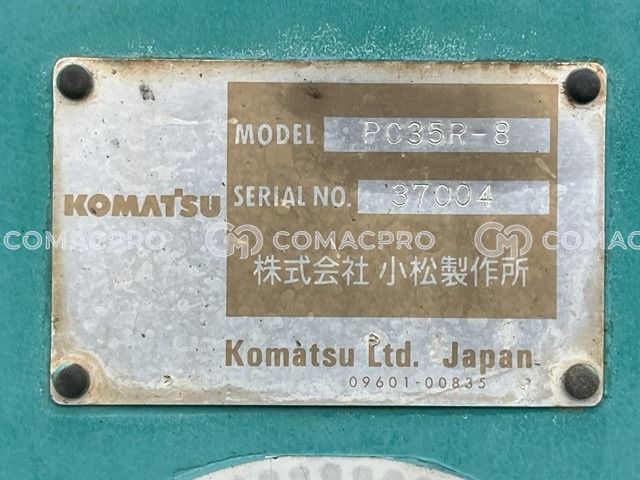 MODEL PC35R-8
KOMATSU SERIAL NO. 37004
COMACPRO COMACPRO COMACPRO
株式会社 小松製作所
Komatsu Ltd. Japan
09601-00835